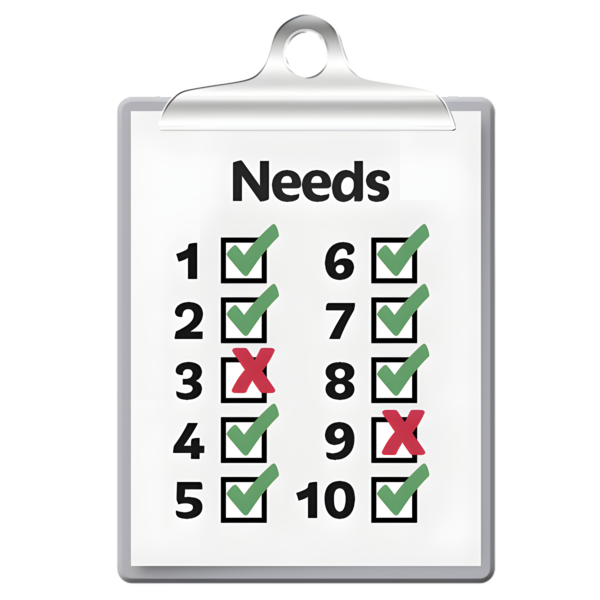 Needs
1 ✓ 6 ✓
2 ✓ 7 ✓
3 X 8 ✓
4 ✓ 9 X
5 ✓ 10 ✓